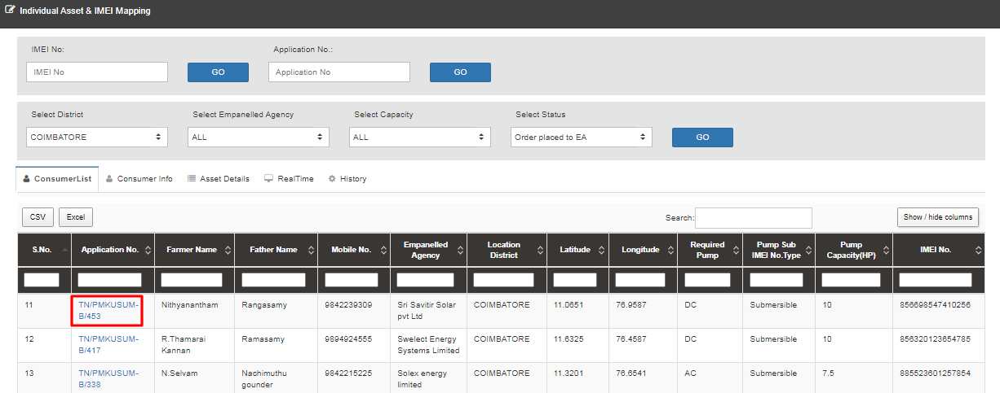 Individual Asset & IMEI Mapping
IMEI No: Application No.:
IMEI No GO Application No GO
Select District Select Empanelled Agency Select Capacity Select Status
COIMBATORE ALL ALL Order placed to EA GO
ConsumerList Consumer Info Asset Details RealTime History
CSV Excel Search: Show / hide columns
S.No. Application No. Farmer Name Father Name Mobile No. Empanelled Agency Location District Latitude Longitude Required Pump Pump Sub IMEI No.Type Pump Capacity(HP) IMEI No.
11 TN/PMKUSUM- Nithyanantham Rangasamy 9842239309 Sri Savitir Solar COIMBATORE 11.0651 76.9587 DC Submersible 10 856698547410256
B/453 pvt Ltd
12 TN/PMKUSUM- R.Thamarai Ramasamy 9894924555 Swelect Energy COIMBATORE 11.6325 76.4587 DC Submersible 10 856320123654785
B/417 Kannan Systems Limited
13 TN/PMKUSUM- N.Selvam Nachimuthu 9842215225 Solex energy COIMBATORE 11.3201 76.6541 AC Submersible 7.5 885523601257854
B/338 gounder limited